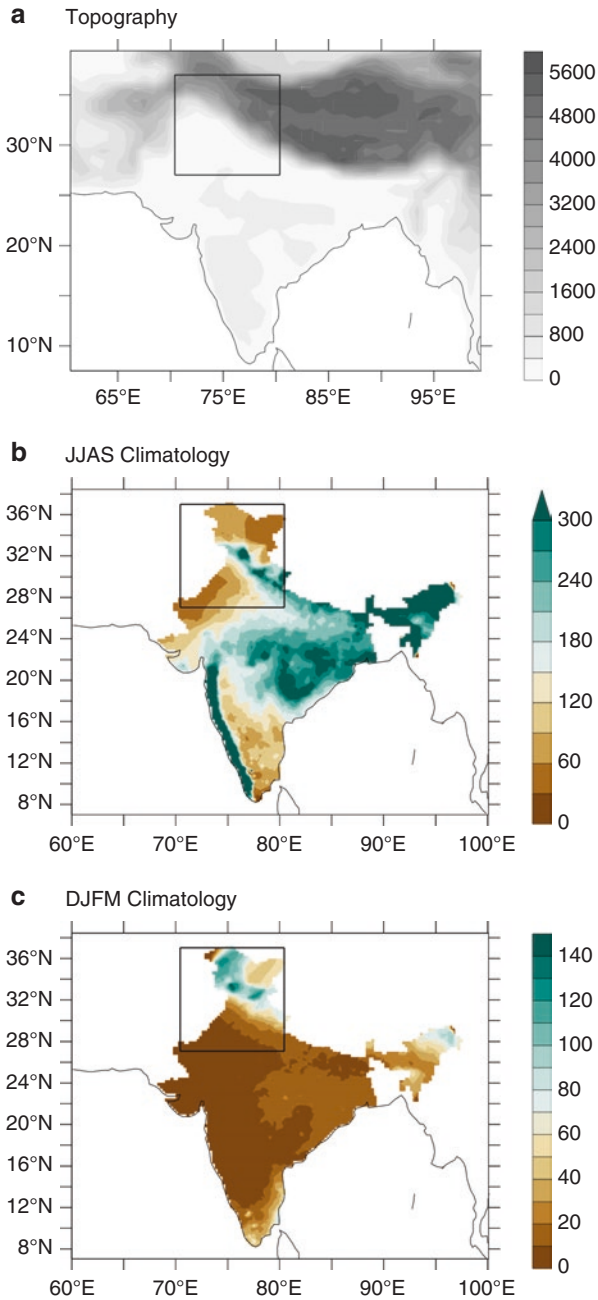 a Topography
30°N
20°N
10°N
65°E 75°E 85°E 95°E
5600
4800
4000
3200
2400
1600
800
0
b JJAS Climatology
36°N
32°N
28°N
24°N
20°N
16°N
12°N
8°N
60°E 70°E 80°E 90°E 100°E
300
240
180
120
60
0
c DJFM Climatology
36°N
32°N
28°N
24°N
20°N
16°N
12°N
8°N
60°E 70°E 80°E 90°E 100°E
140
120
100
80
60
40
20
0